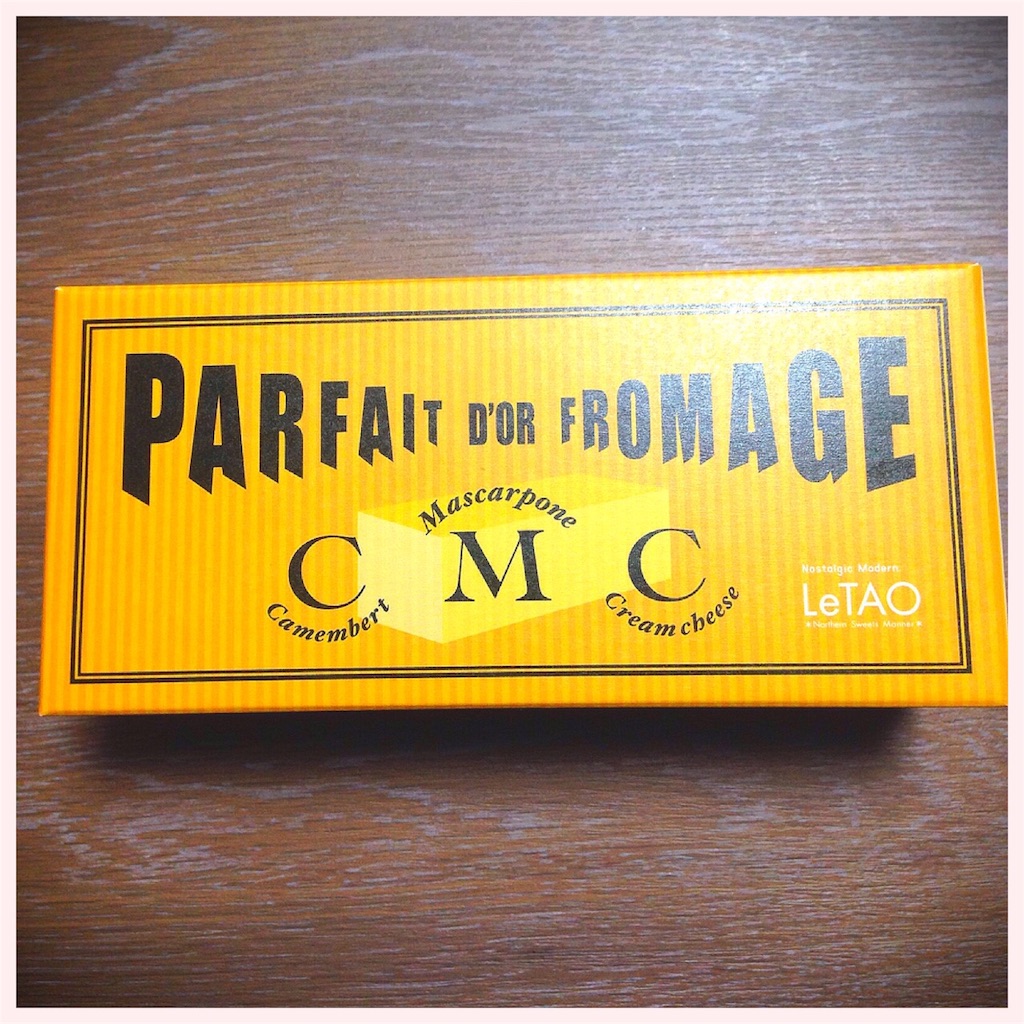 PARFAIT D'OR FROMAGE
Mascarpone
C M C
Camembert
Cream cheese
Nostalgic Modern.
LeTAO
*Northern Sweets Manner*